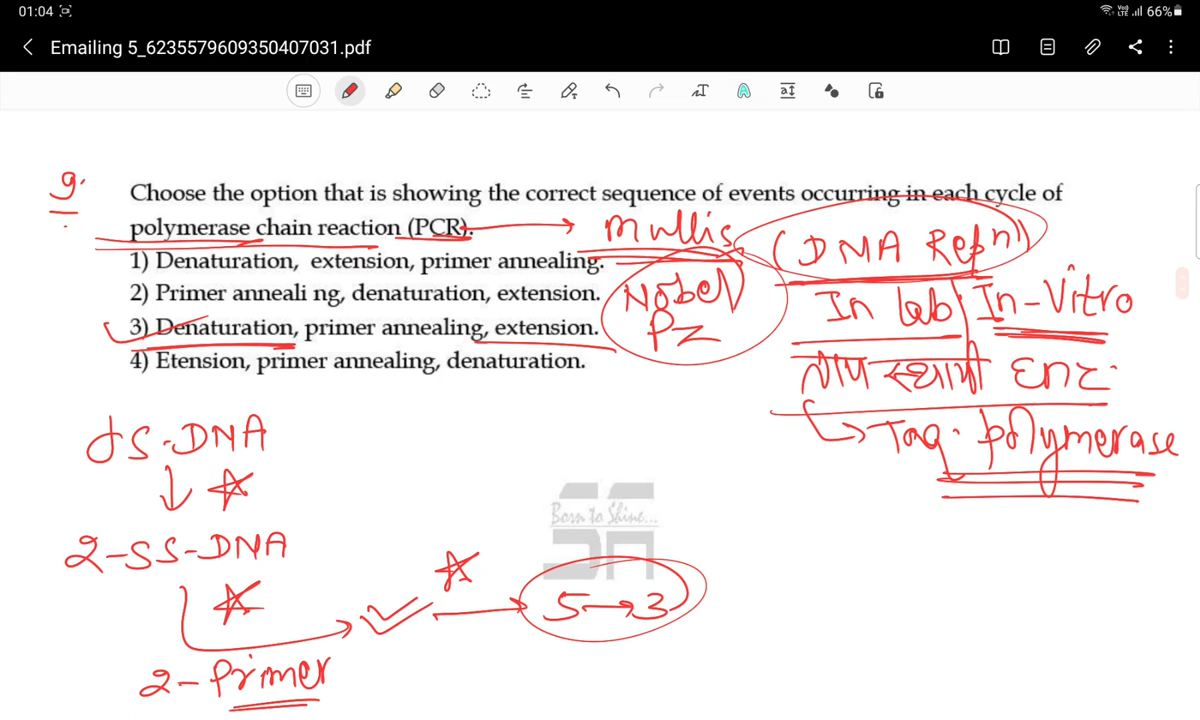 01:04
VoD LTE 66%
Emailing 5_6235579609350407031.pdf
9.
Choose the option that is showing the correct sequence of events occurring in each cycle of
polymerase chain reaction (PCR). → mullis (DNA Repn)
1) Denaturation, extension, primer annealing.
2) Primer anneali ng, denaturation, extension. Nobel In lab In-Vitro
3) Denaturation, primer annealing, extension. Pz
4) Etension, primer annealing, denaturation. ताप स्थायी Enz.
ds-DNA → Taq. polymerase
Born to Shine...
2-SS-DNA
5→3
2-Primer